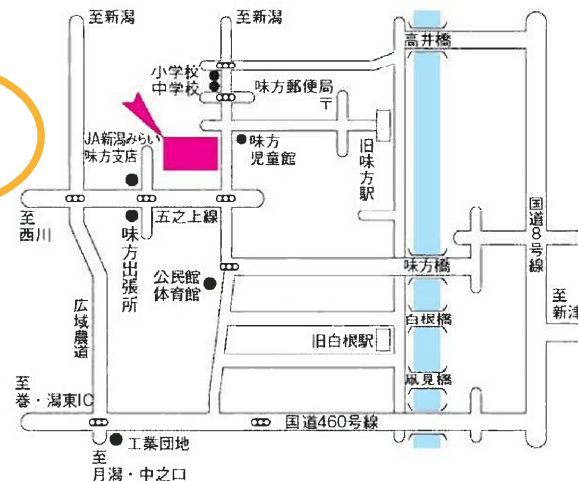 至新潟
至新潟
高井橋
小学校
中学校
味方郵便局
〒
JA新潟みらい
味方支店
味方
児童館
旧味方駅
国道8号線
至
西川
五之上線
味方出張所
味方橋
公民館
体育館
至
新津
広域農道
白根橋
旧白根駅
凧見橋
至
巻・潟東IC
国道460号線
工業団地
至
月潟・中之口